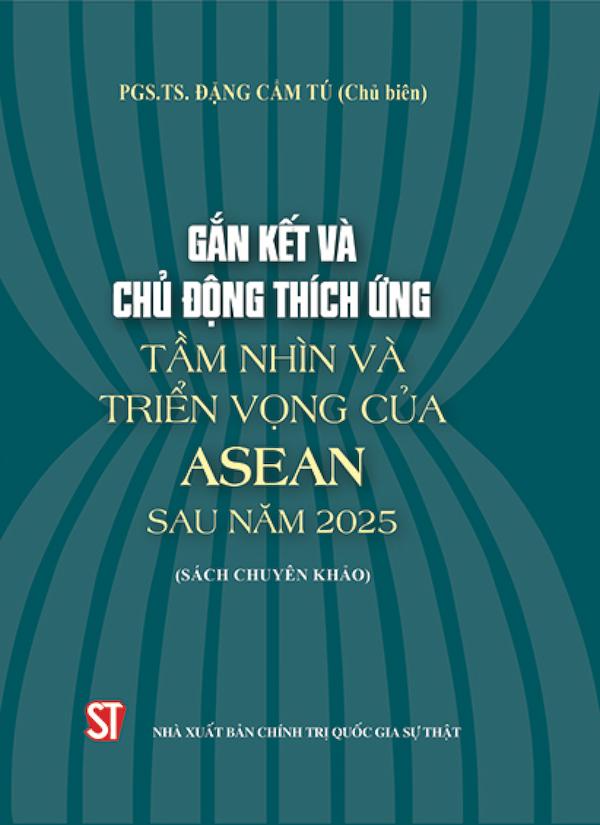 PGS.TS. ĐẶNG CẨM TÚ (Chủ biên)
GẮN KẾT VÀ
CHỦ ĐỘNG THÍCH ỨNG
TẦM NHÌN VÀ
TRIỂN VỌNG CỦA
ASEAN
SAU NĂM 2025
(SÁCH CHUYÊN KHẢO)
ST
NHÀ XUẤT BẢN CHÍNH TRỊ QUỐC GIA SỰ THẬT